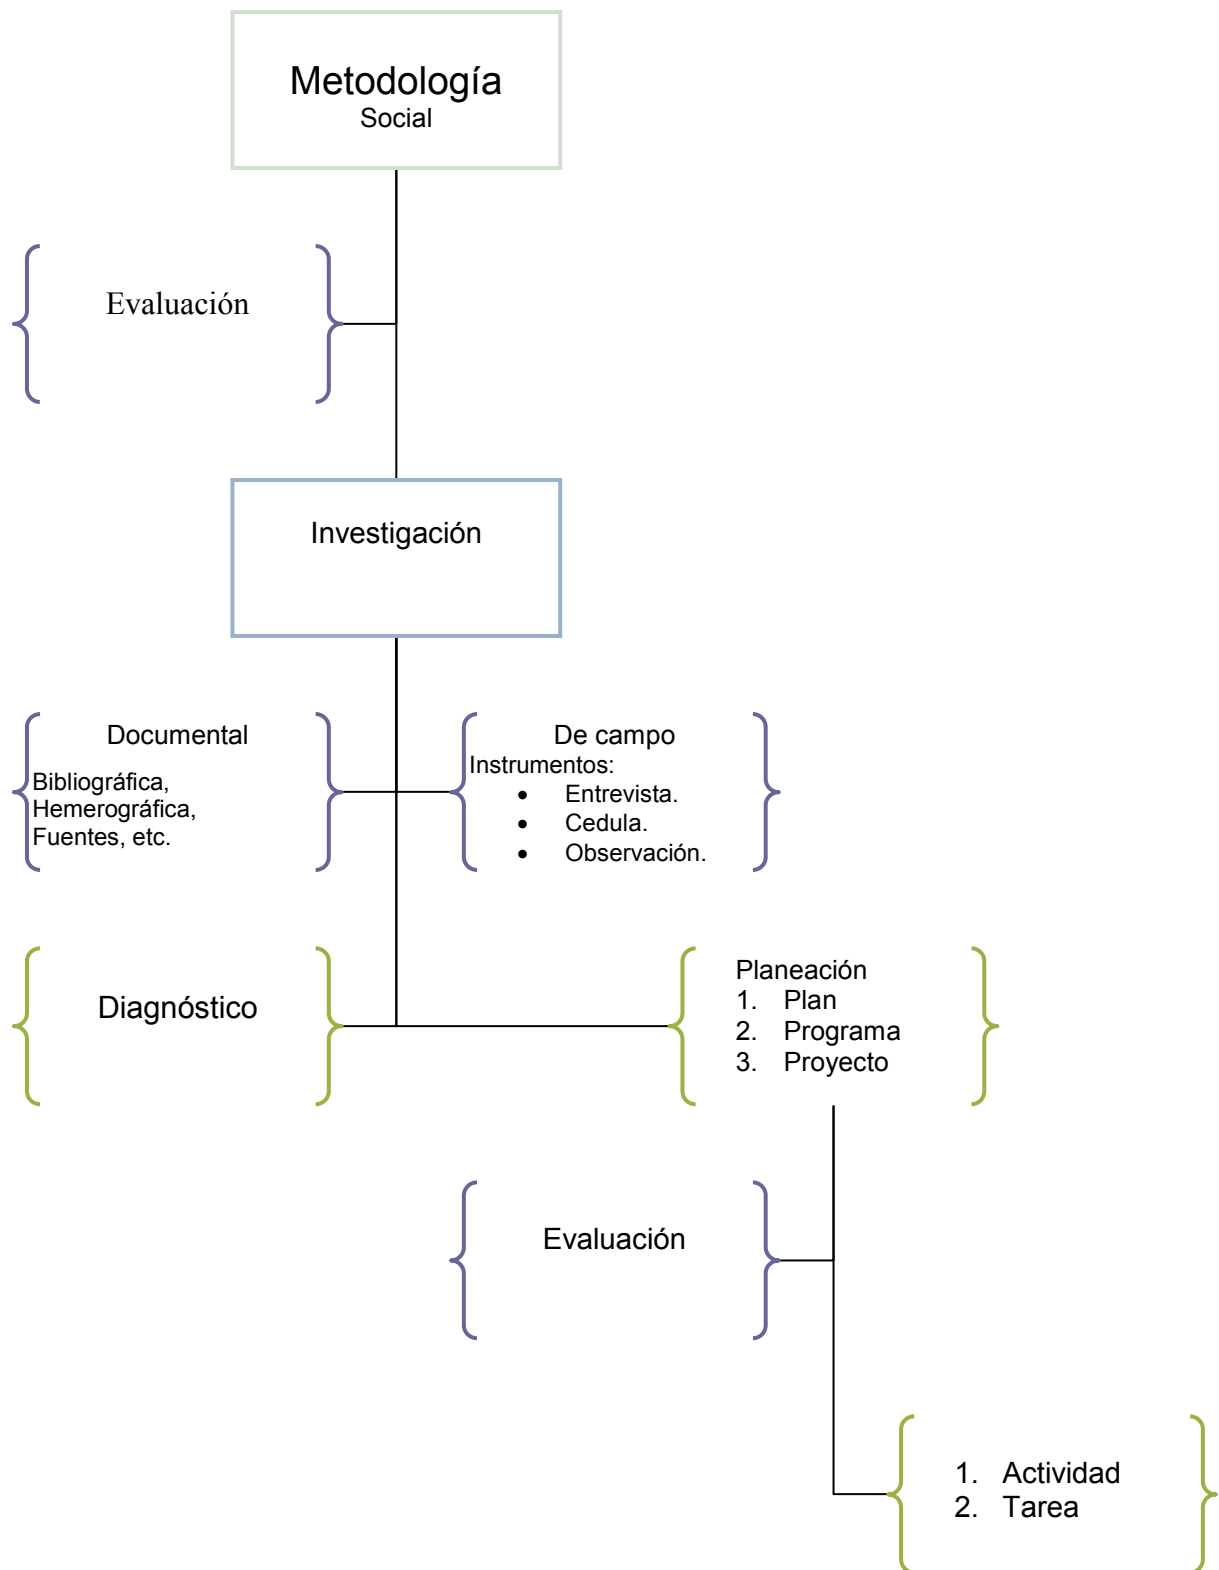 Metodología
Social
Evaluación
Investigación
Documental
Bibliográfica,
Hemerográfica,
Fuentes, etc.
De campo
Instrumentos:
• Entrevista.
• Cedula.
• Observación.
Diagnóstico
Planeación
1. Plan
2. Programa
3. Proyecto
Evaluación
1. Actividad
2. Tarea